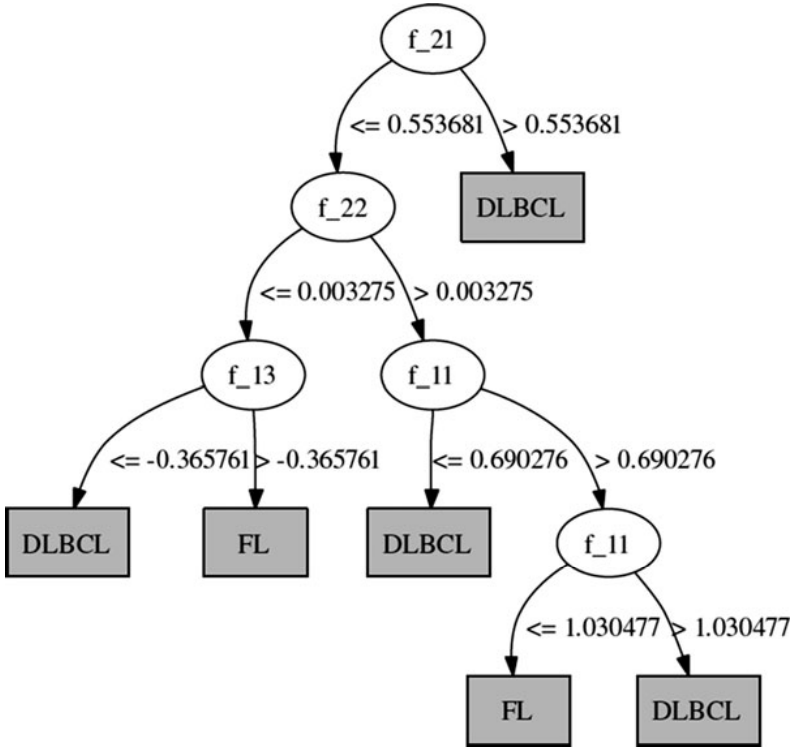 f_21
<= 0.553681 > 0.553681
f_22 DLBCL
<= 0.003275 > 0.003275
f_13 f_11
<= -0.365761 > -0.365761 <= 0.690276 > 0.690276
DLBCL FL DLBCL f_11
<= 1.030477 > 1.030477
FL DLBCL